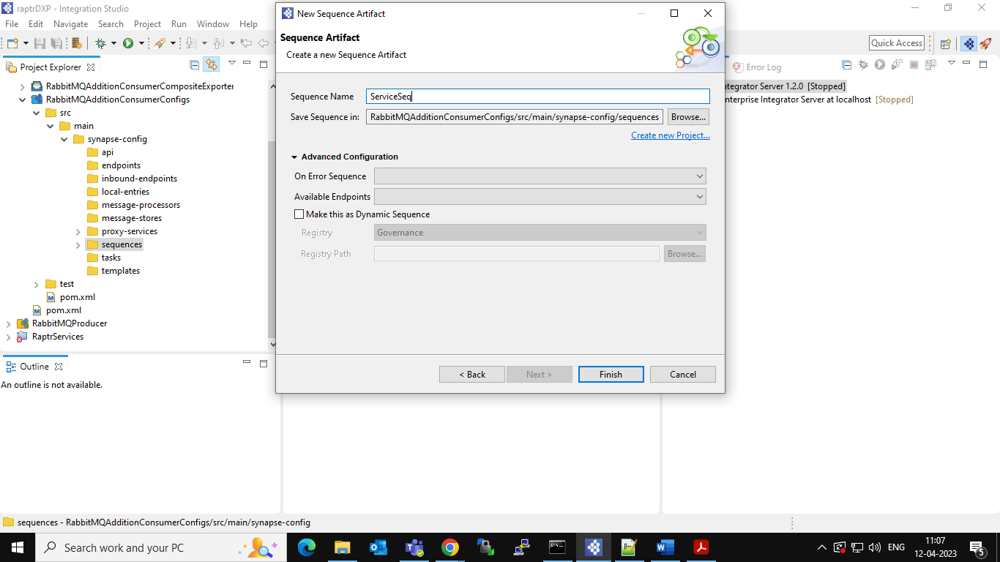 raptrDXP - Integration Studio
File Edit Navigate Search Project Run Window Help
Quick Access
Project Explorer
RabbitMQAdditionConsumerCompositeExporter
RabbitMQAdditionConsumerConfigs
src
main
synapse-config
api
endpoints
inbound-endpoints
local-entries
message-processors
message-stores
proxy-services
sequences
tasks
templates
test
pom.xml
pom.xml
RabbitMQProducer
RaptrServices
Outline
An outline is not available.
New Sequence Artifact
Sequence Artifact
Create a new Sequence Artifact
Sequence Name ServiceSeq
Save Sequence in: RabbitMQAdditionConsumerConfigs/src/main/synapse-config/sequences Browse...
Create new Project...
Advanced Configuration
On Error Sequence
Available Endpoints
Make this as Dynamic Sequence
Registry Governance
Registry Path Browse...
< Back Next > Finish Cancel
Error Log
ntegrator Server 1.2.0 [Stopped]
nterprise Integrator Server at localhost [Stopped]
sequences - RabbitMQAdditionConsumerConfigs/src/main/synapse-config
Search work and your PC
ENG
11:07
12-04-2023
5